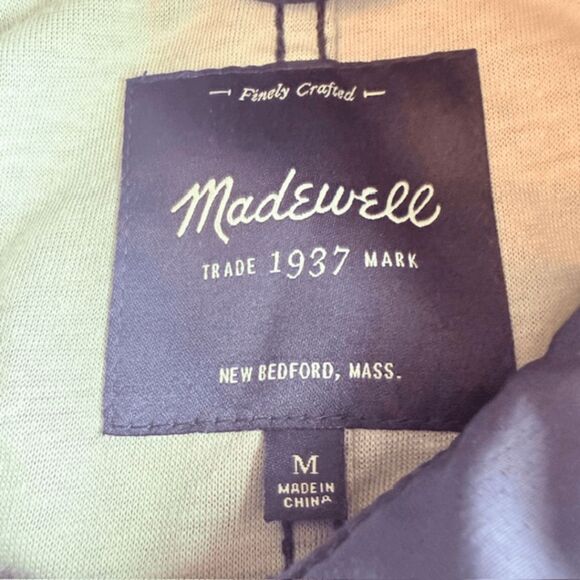 Finely Crafted
Madewell
TRADE 1937 MARK
NEW BEDFORD, MASS.
M
MADE IN
CHINA